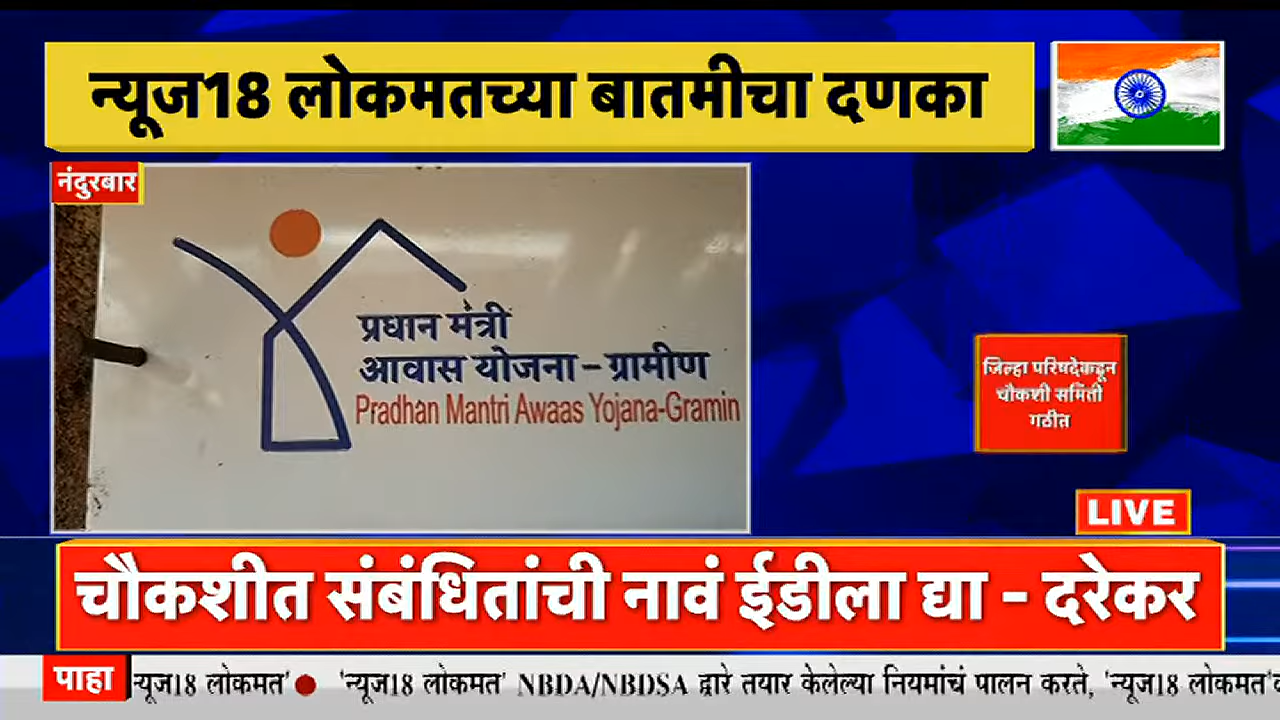 न्यूज18 लोकमतच्या बातमीचा दणका
नंदुरबार
प्रधान मंत्री
आवास योजना – ग्रामीण
Pradhan Mantri Awaas Yojana-Gramin
जिल्हा परिषदेकडून
चौकशी समिती
गठीत
LIVE
चौकशीत संबंधितांची नावं ईडीला द्या - दरेकर
पाहा
न्यूज18 लोकमत' ● 'न्यूज18 लोकमत' NBDA/NBDSA द्वारे तयार केलेल्या नियमांचं पालन करते, 'न्यूज18 लोकमत'